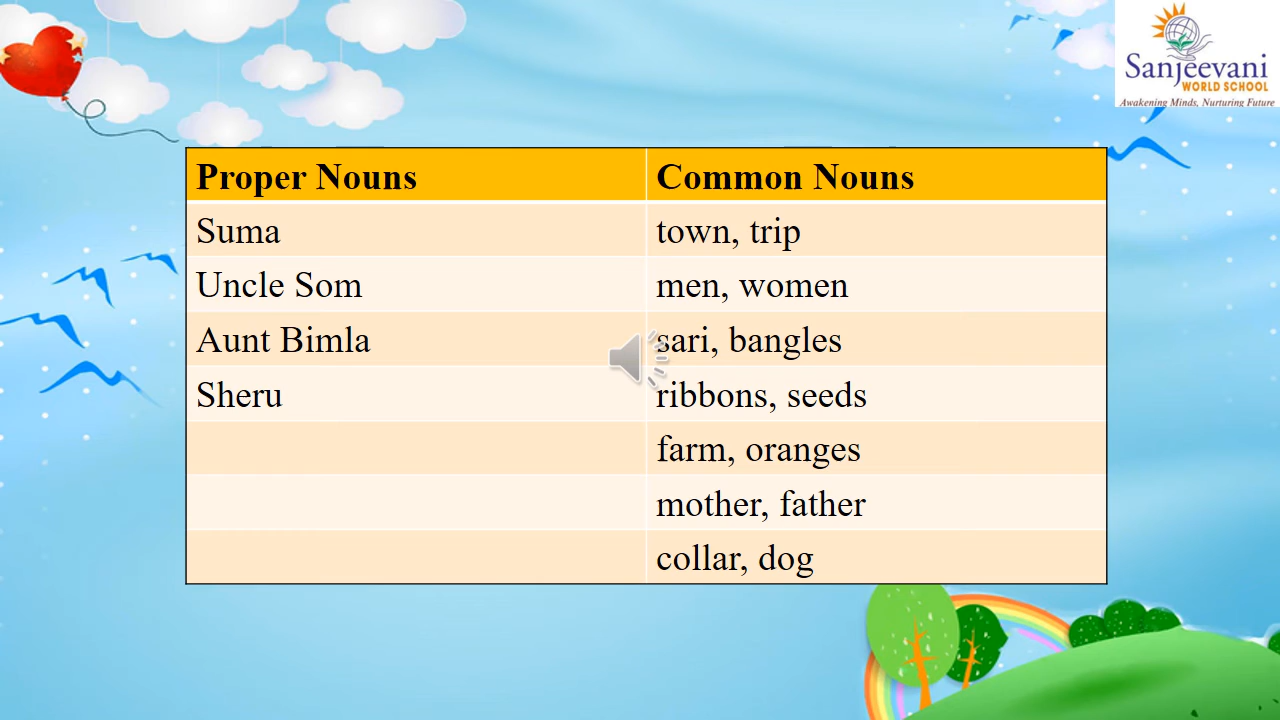 Sanjeevani
WORLD SCHOOL
Awakening Minds, Nurturing Future
Proper Nouns Common Nouns
Suma town, trip
Uncle Som men, women
Aunt Bimla sari, bangles
Sheru ribbons, seeds
farm, oranges
mother, father
collar, dog